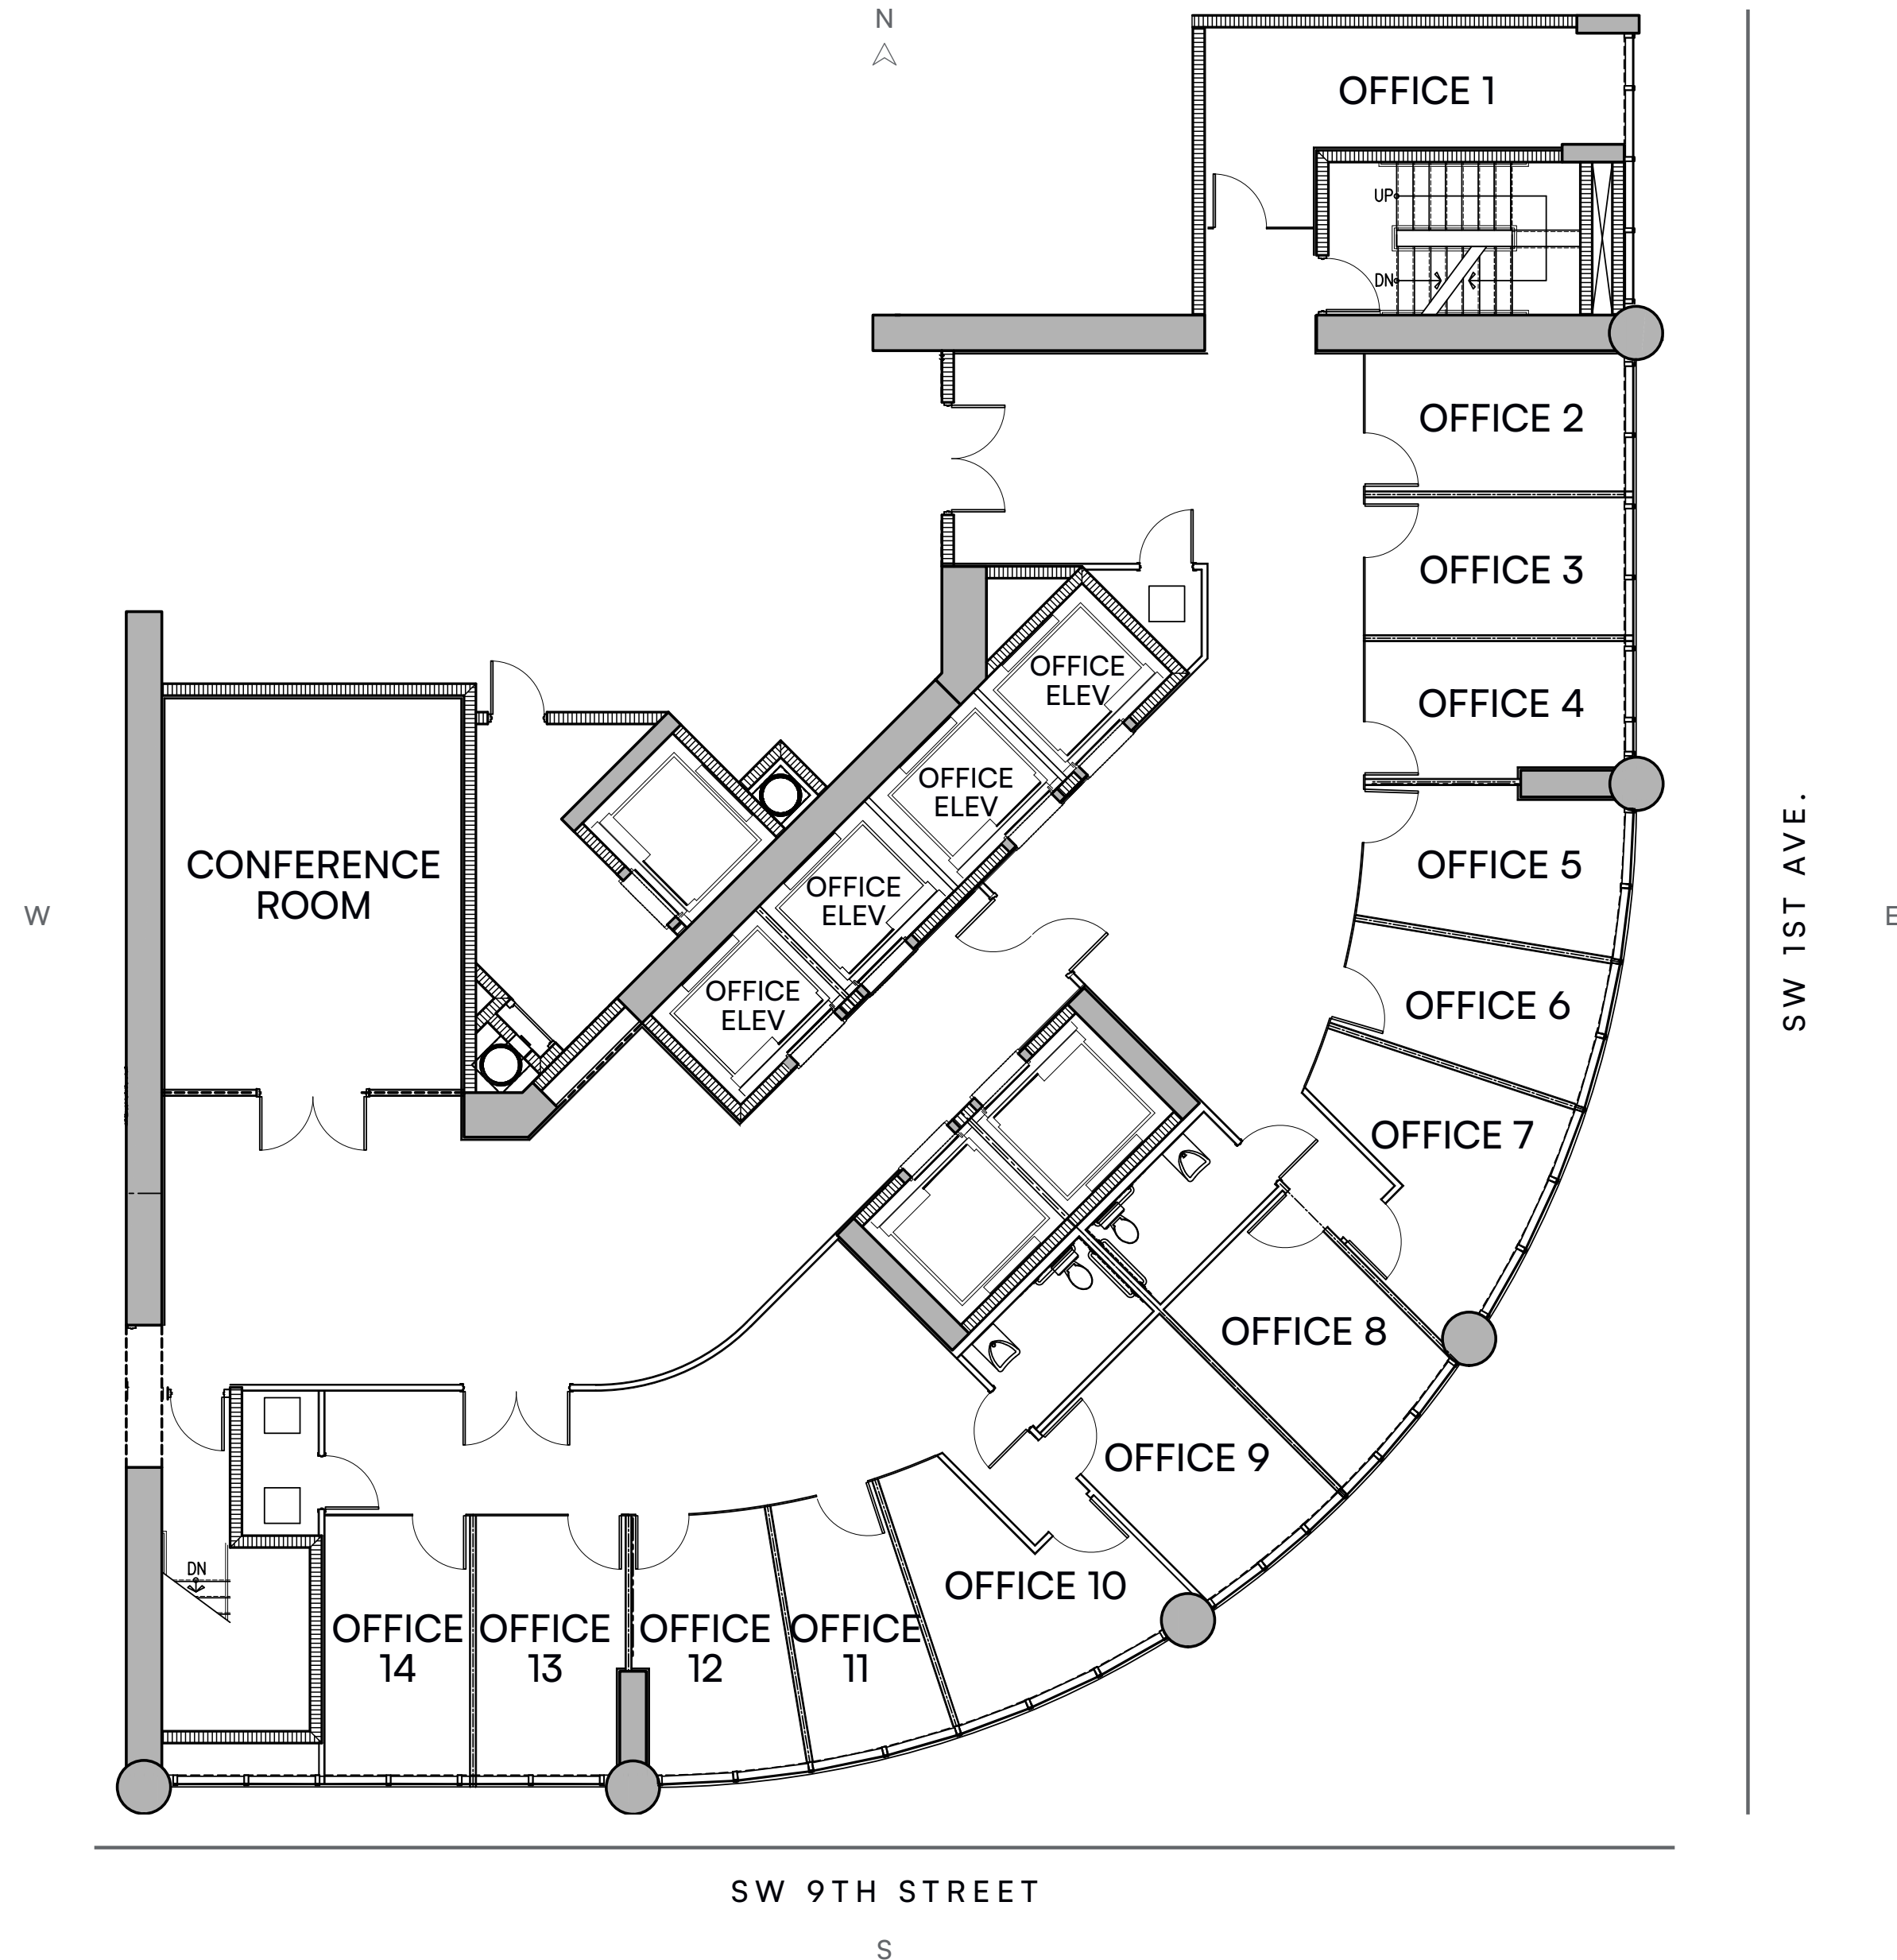 N
OFFICE 1
UP
DN
OFFICE 2
OFFICE 3
OFFICE
ELEV
OFFICE 4
OFFICE
ELEV
CONFERENCE
ROOM
OFFICE
ELEV
OFFICE 5
W
E
SW 1ST AVE.
OFFICE
ELEV
OFFICE 6
OFFICE 7
OFFICE 8
OFFICE 9
DN
OFFICE 10
OFFICE
14
OFFICE
13
OFFICE
12
OFFICE
11
SW 9TH STREET
S